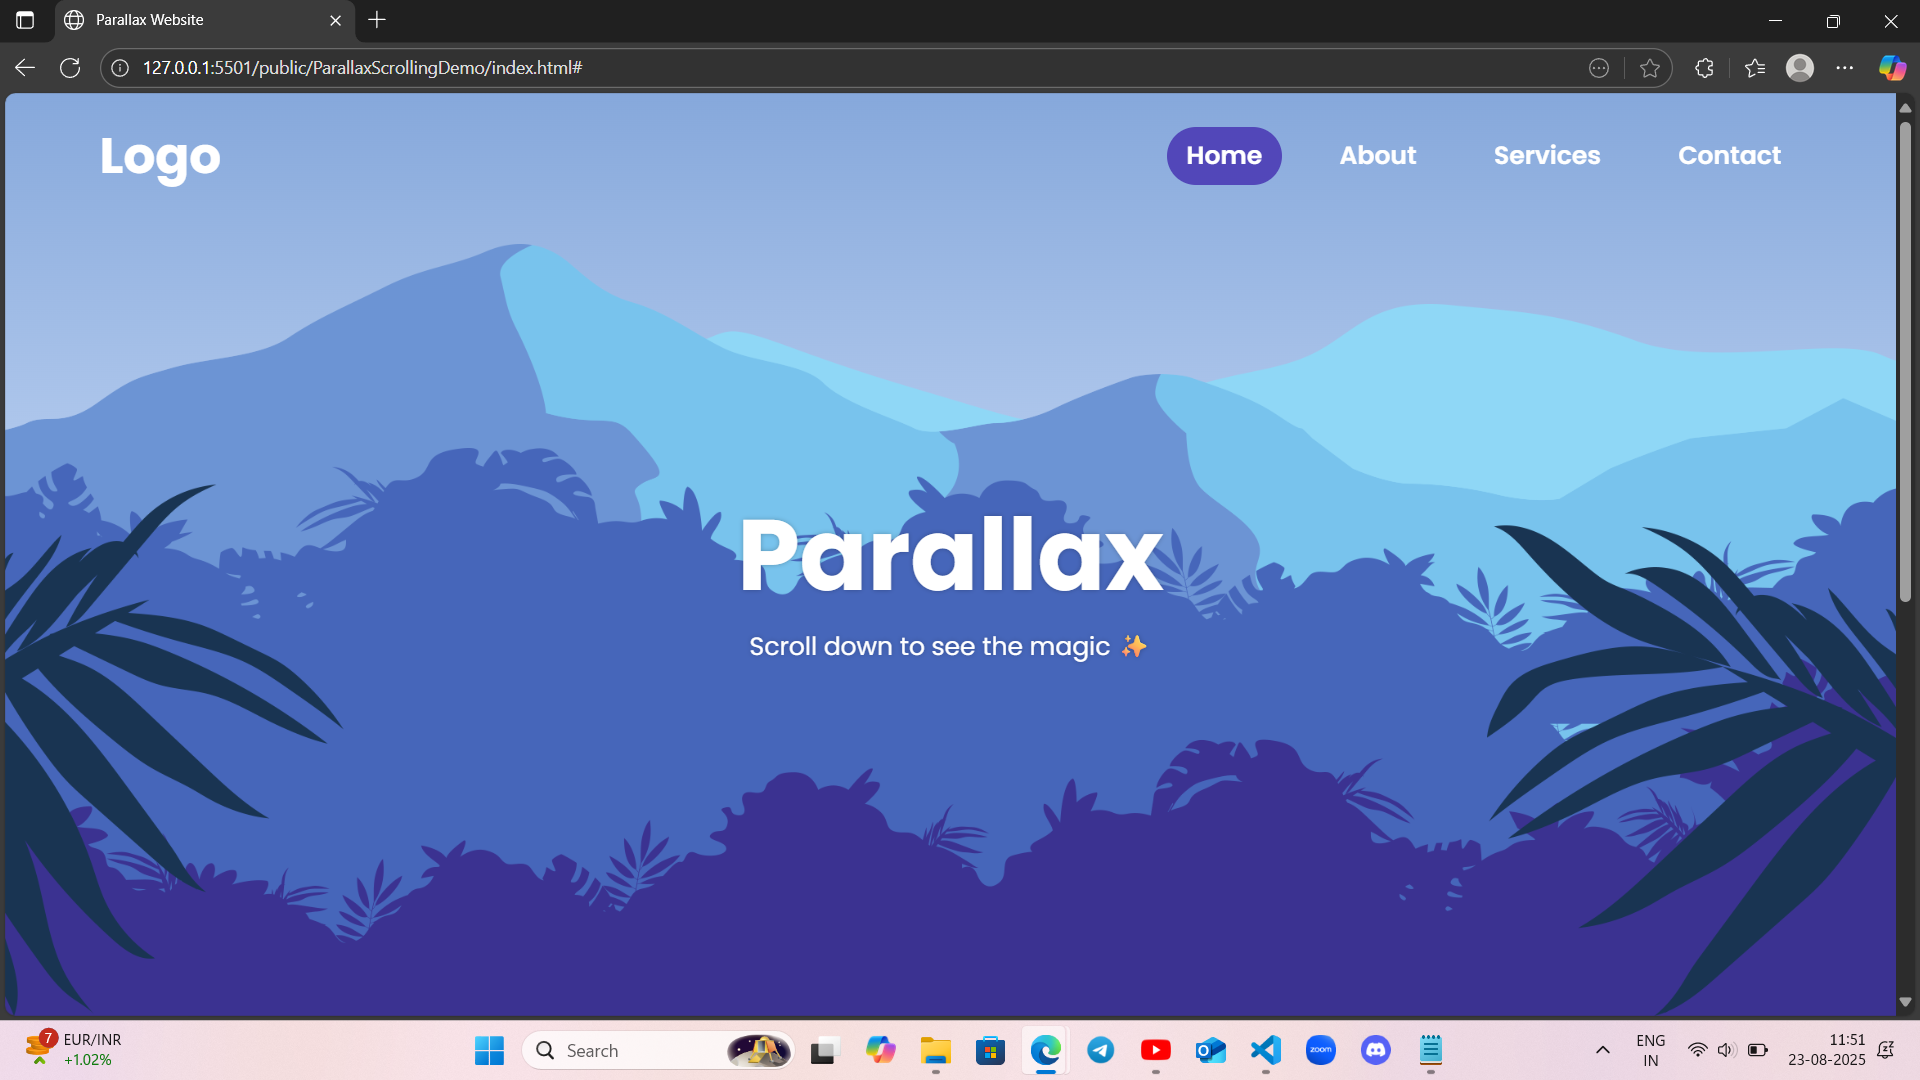 Parallax Website
127.0.0.1:5501/public/ParallaxScrollingDemo/index.html#
Logo
Home
About
Services
Contact
Parallax
Scroll down to see the magic ✨
7
EUR/INR
+1.02%
Search
zoom
ENG
IN
11:51
23-08-2025